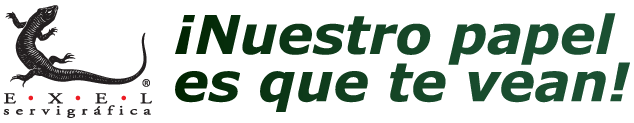 ®
E·X·E·L
servigráfica
¡Nuestro papel
es que te vean!